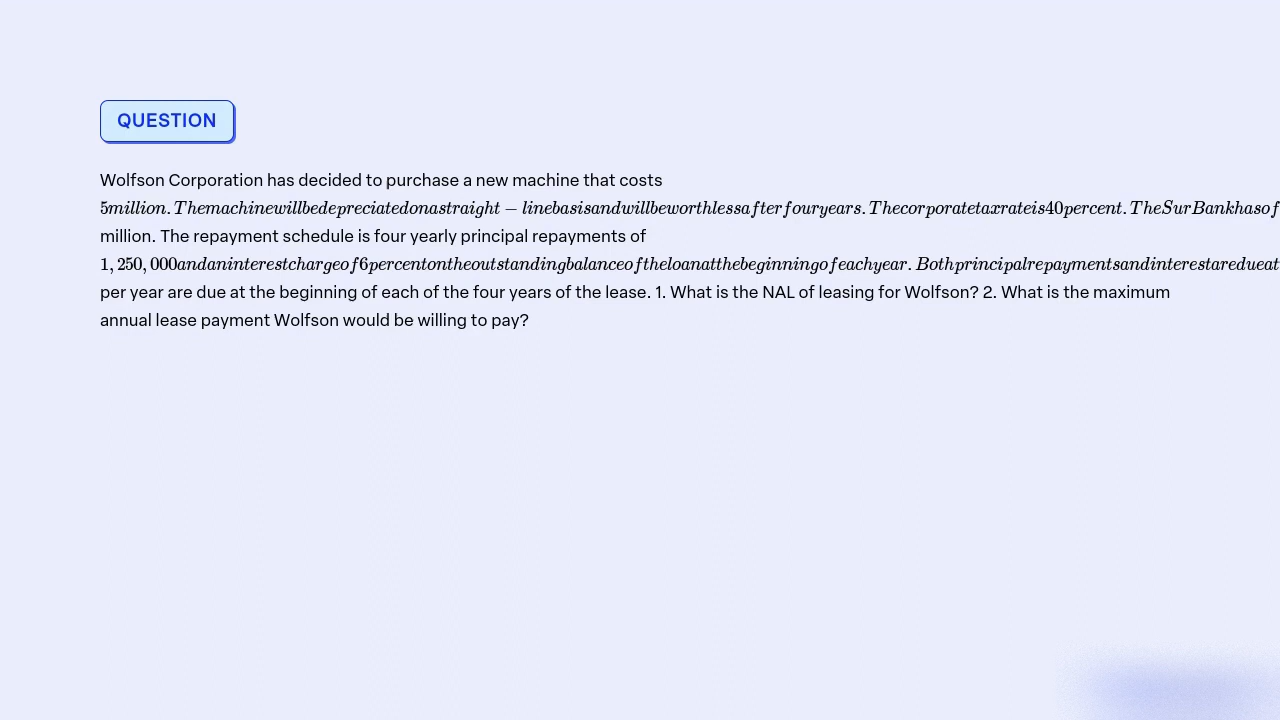 QUESTION
Wolfson Corporation has decided to purchase a new machine that costs
5million.Themachinewillbedepreciatedonastraight−linebasisandwillbeworthlessafterfouryears.Thecorporatetaxrateis40percent.TheSurBankhasof
million. The repayment schedule is four yearly principal repayments of
1,250,000andaninterestchargeof6percentontheoutstandingbalanceoftheloanatthebeginningofeachyear.Bothprincipalrepaymentsandinterestaredueat
per year are due at the beginning of each of the four years of the lease. 1. What is the NAL of leasing for Wolfson? 2. What is the maximum
annual lease payment Wolfson would be willing to pay?